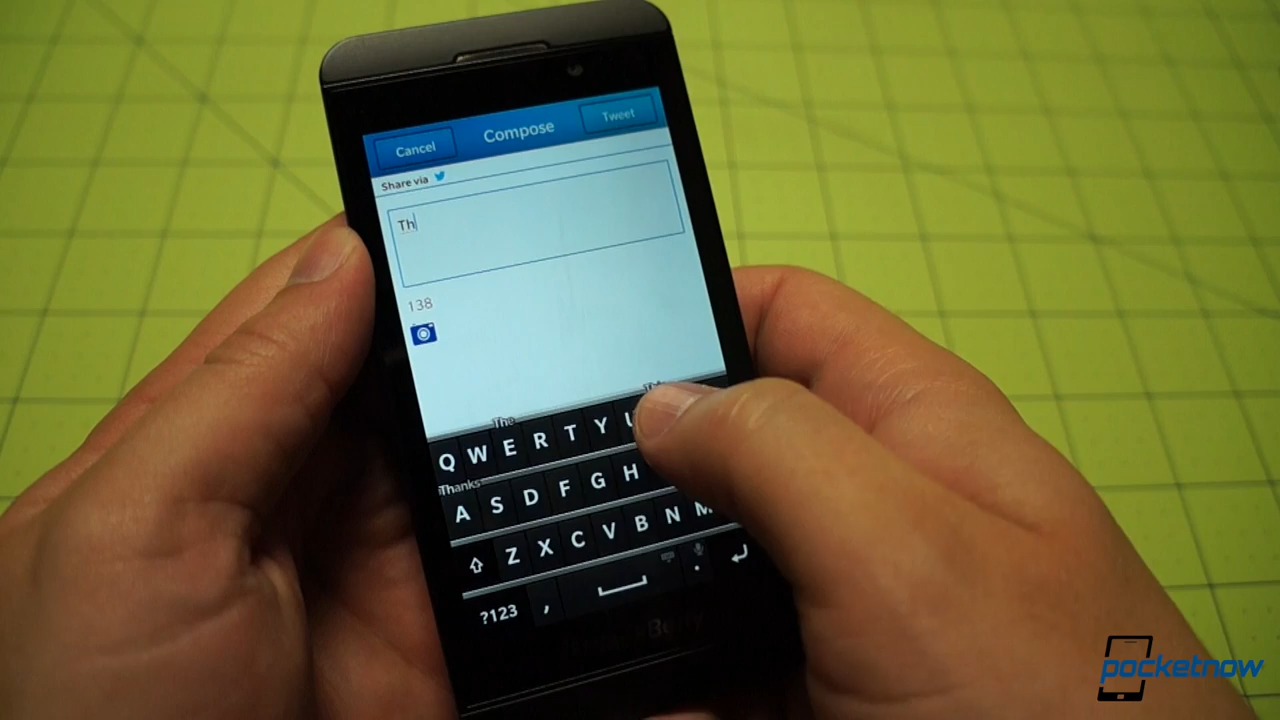 Cancel Compose Tweet
Share via
Th
138
The
Q W E R T Y U
Thanks
A S D F G H
Z X C V B N M
?123 , .
pocketnow